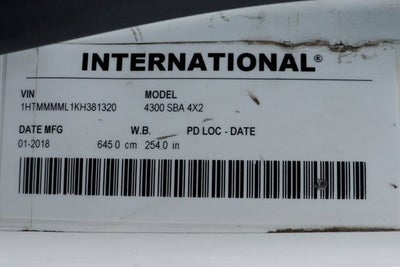 INTERNATIONAL®
VIN MODEL
1HTMMMML1KH381320 4300 SBA 4X2
DATE MFG W.B. PD LOC - DATE
01-2018 645.0 cm 254.0 in